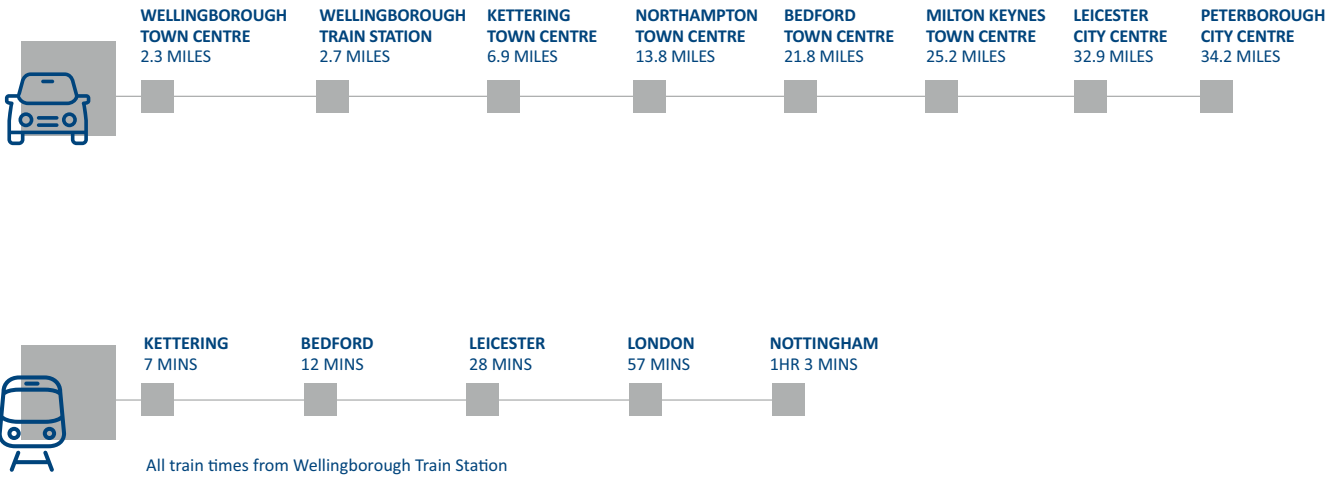 WELLINGBOROUGH
TOWN CENTRE
2.3 MILES
WELLINGBOROUGH
TRAIN STATION
2.7 MILES
KETTERING
TOWN CENTRE
6.9 MILES
NORTHAMPTON
TOWN CENTRE
13.8 MILES
BEDFORD
TOWN CENTRE
21.8 MILES
MILTON KEYNES
TOWN CENTRE
25.2 MILES
LEICESTER
CITY CENTRE
32.9 MILES
PETERBOROUGH
CITY CENTRE
34.2 MILES
KETTERING
7 MINS
BEDFORD
12 MINS
LEICESTER
28 MINS
LONDON
57 MINS
NOTTINGHAM
1HR 3 MINS
All train times from Wellingborough Train Station